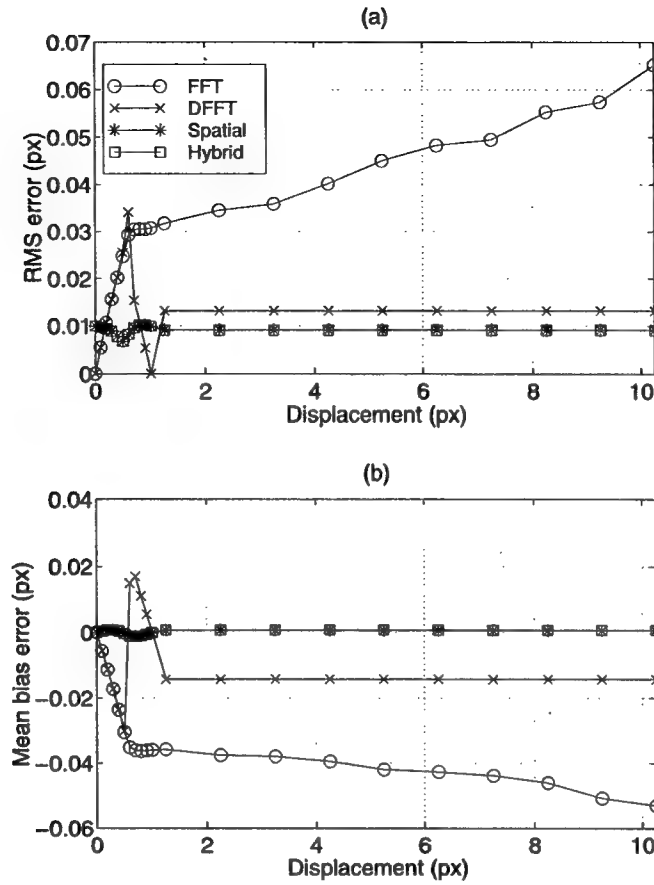 (a)
0.07
0.06
0.05
0.04
0.03
0.02
0.01
0
RMS error (px)
FFT
DFFT
Spatial
Hybrid
0 2 4 6 8 10
Displacement (px)
(b)
0.04
0.02
0
−0.02
−0.04
−0.06
Mean bias error (px)
0 2 4 6 8 10
Displacement (px)